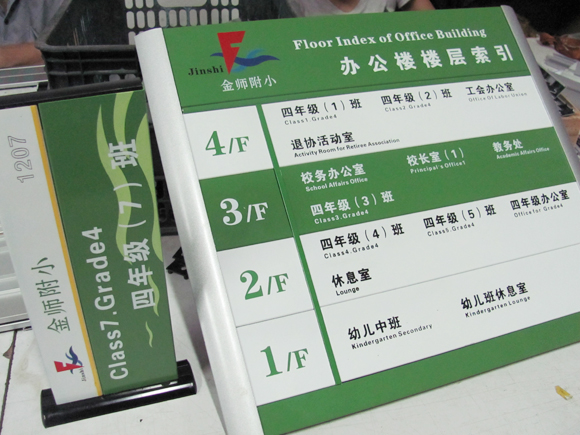 Jinshi
金师附小
Floor Index of Office Building
办公楼楼层索引
4/F
四年级（1）班
Class1.Grade4
四年级（2）班
Class2.Grade4
工会办公室
Office Of Labor Union
退协活动室
Activity Room for Retiree Association
3/F
校务办公室
School Affairs Office
校长室（1）
Principal's Office1
教务处
Academic Affairs Office
四年级（3）班
Class3.Grade4
2/F
四年级（4）班
Class4.Grade4
四年级（5）班
Class5.Grade4
四年级办公室
Office for Grade4
休息室
Lounge
1/F
幼儿中班
Kindergarten Secondary
幼儿班休息室
Kindergarten Lounge
1207
Jinshi
金师附小
四年级（7）班
Class7.Grade4